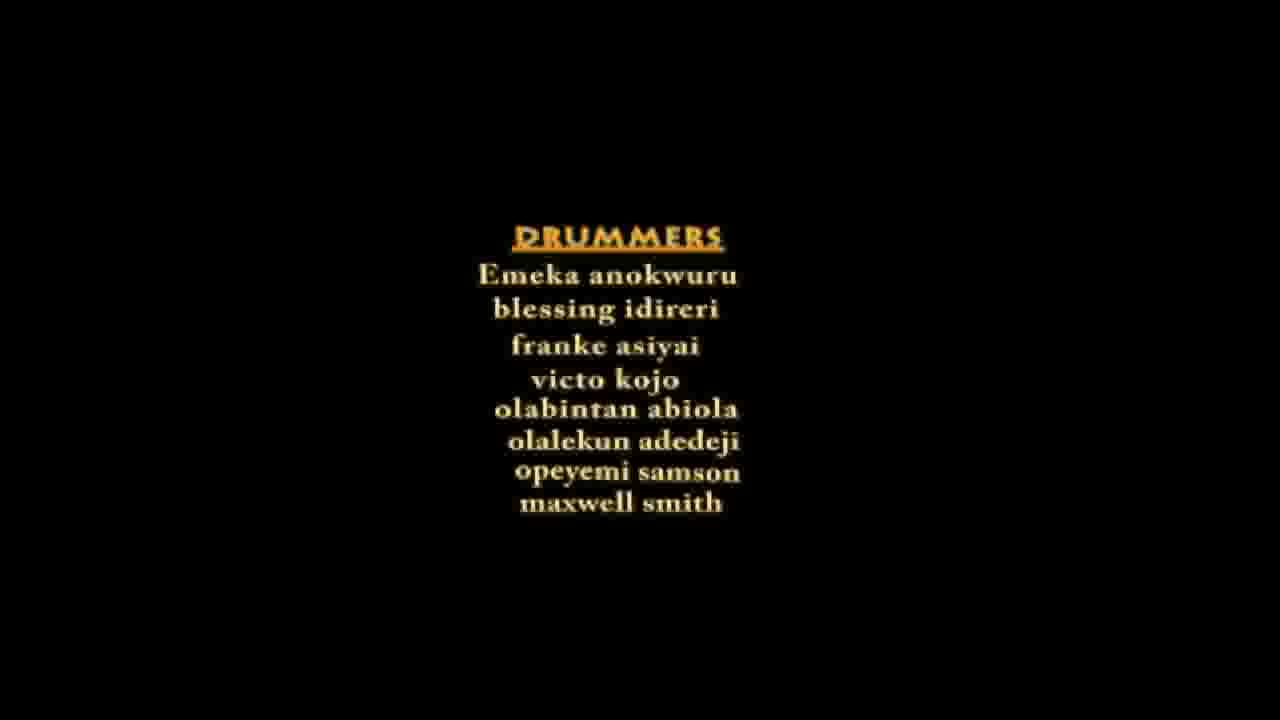 DRUMMERS
Emeka anokwuru
blessing idireri
franke asiyai
victo kojo
olabintan abiola
olalekun adedeji
opeyemi samson
maxwell smith